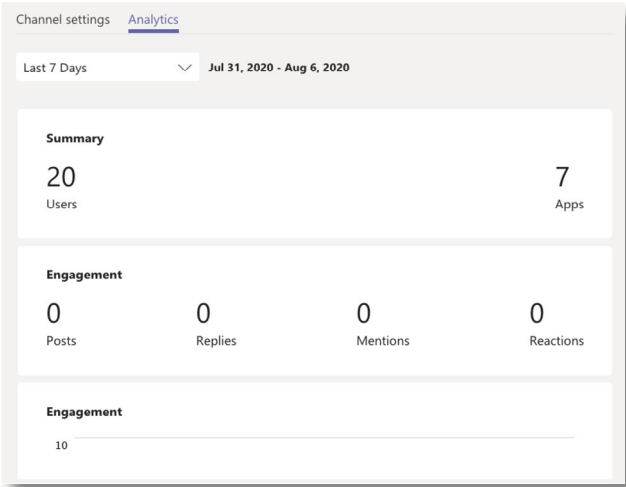 Channel settings Analytics
Last 7 Days Jul 31, 2020 - Aug 6, 2020
Summary
20 7
Users Apps
Engagement
0 0 0 0
Posts Replies Mentions Reactions
Engagement
10